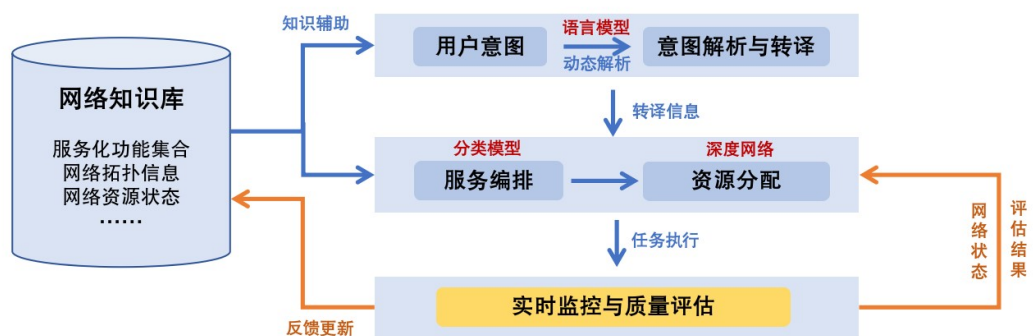 知识辅助
用户意图
语言模型
动态解析
意图解析与转译
网络知识库
服务化功能集合
网络拓扑信息
网络资源状态
……
转译信息
分类模型
服务编排
深度网络
资源分配
任务执行
网络状态
评估结果
实时监控与质量评估
反馈更新